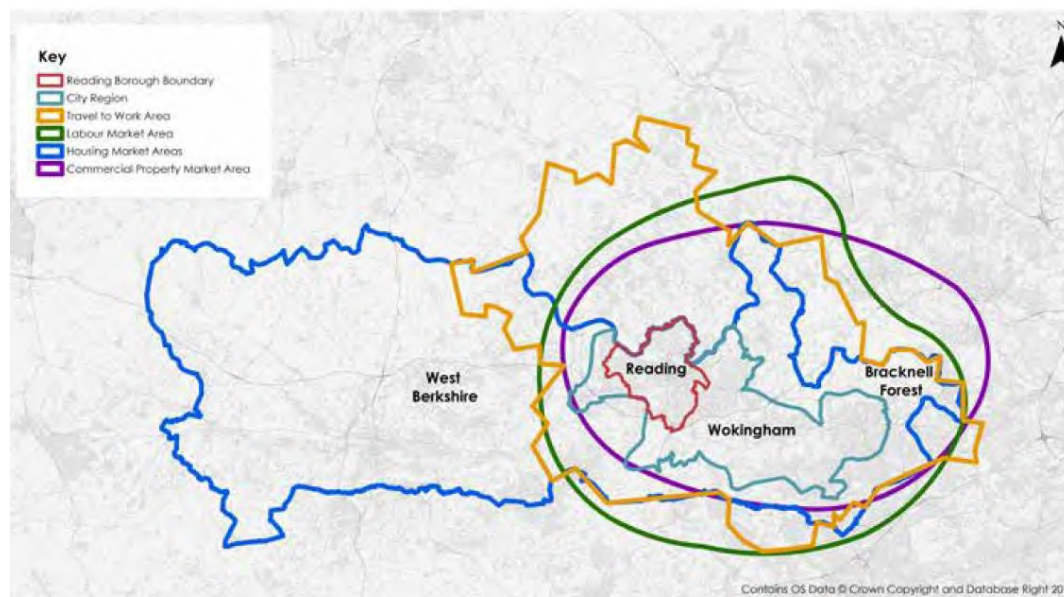 Key
Reading Borough Boundary
City Region
Travel to Work Area
Labour Market Area
Housing Market Areas
Commercial Property Market Area
West
Berkshire
Reading
Wokingham
Bracknell
Forest
Contains OS Data © Crown Copyright and Database Right 20